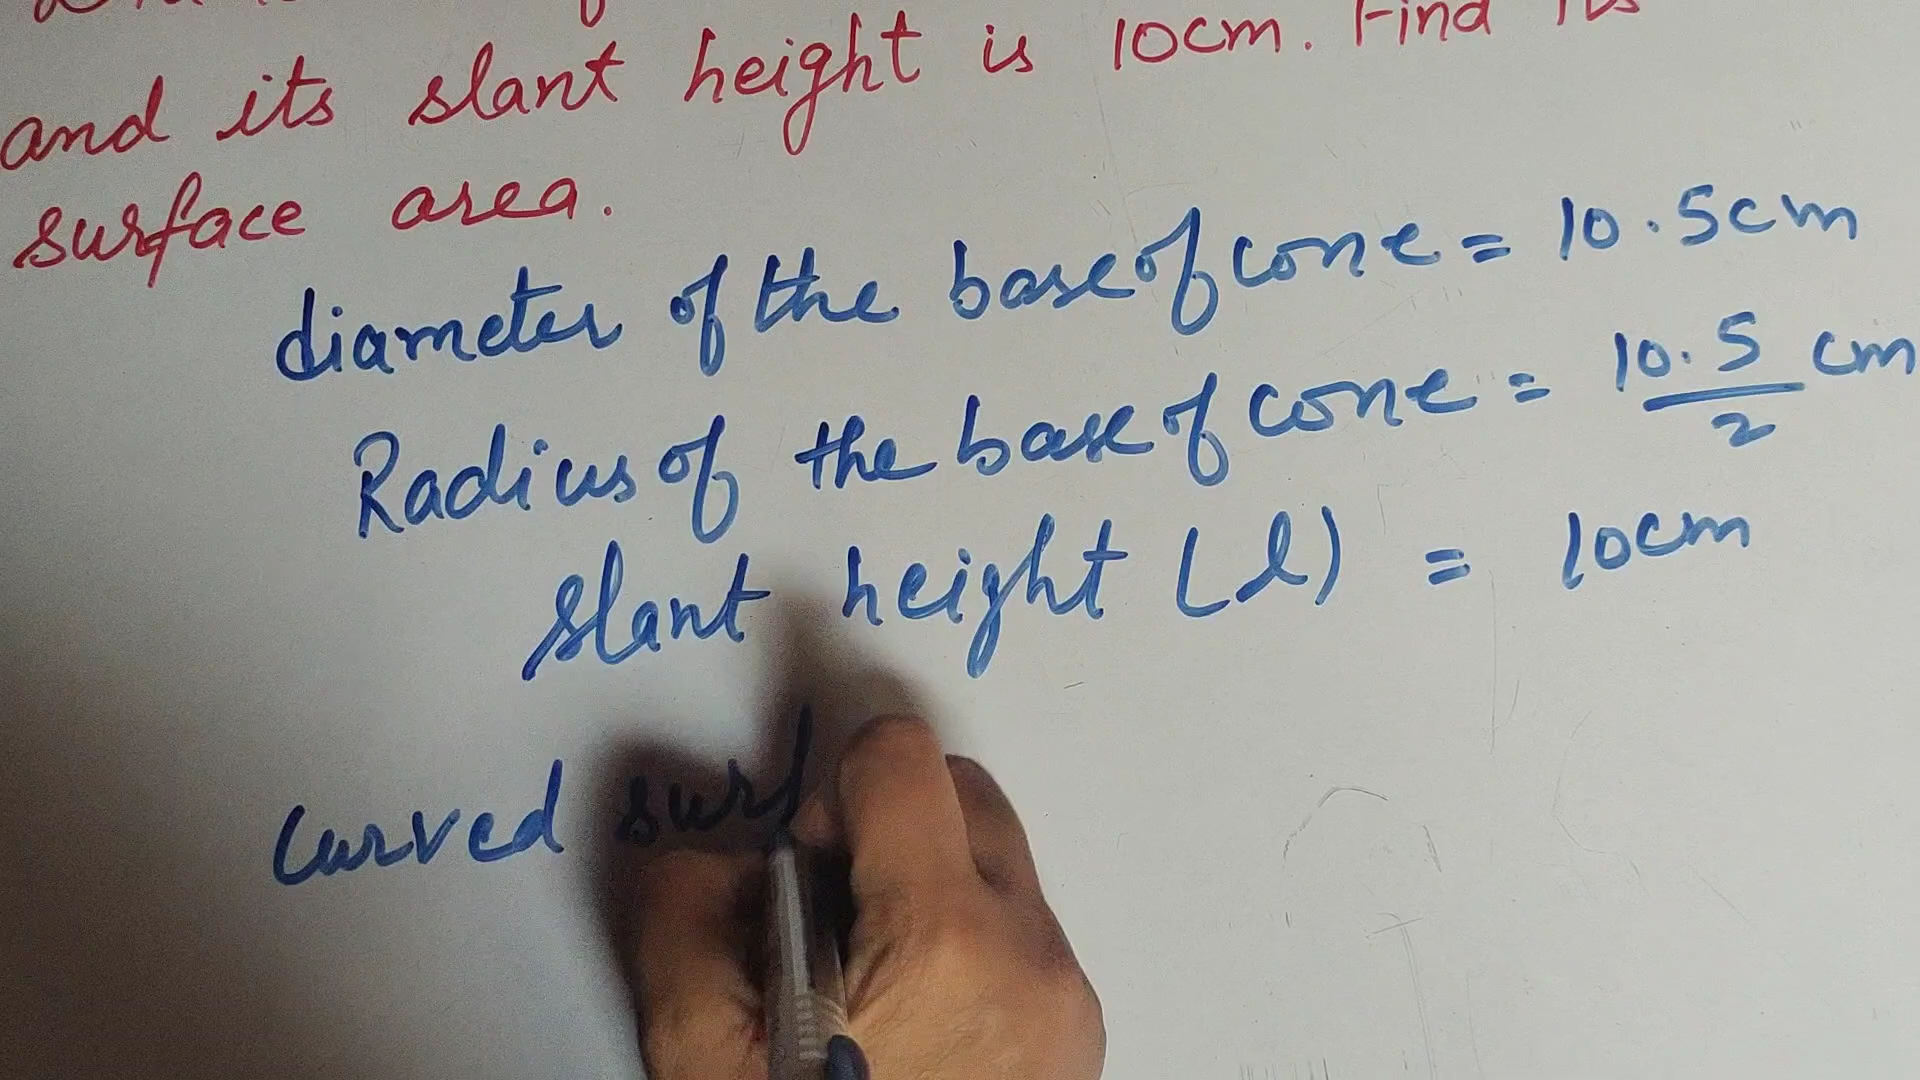 and its slant height is 10cm. Find its
surface area.
diameter of the base of cone = 10.5cm
Radius of the base of cone = 10.5/2 cm
slant height (l) = 10cm
curved surf